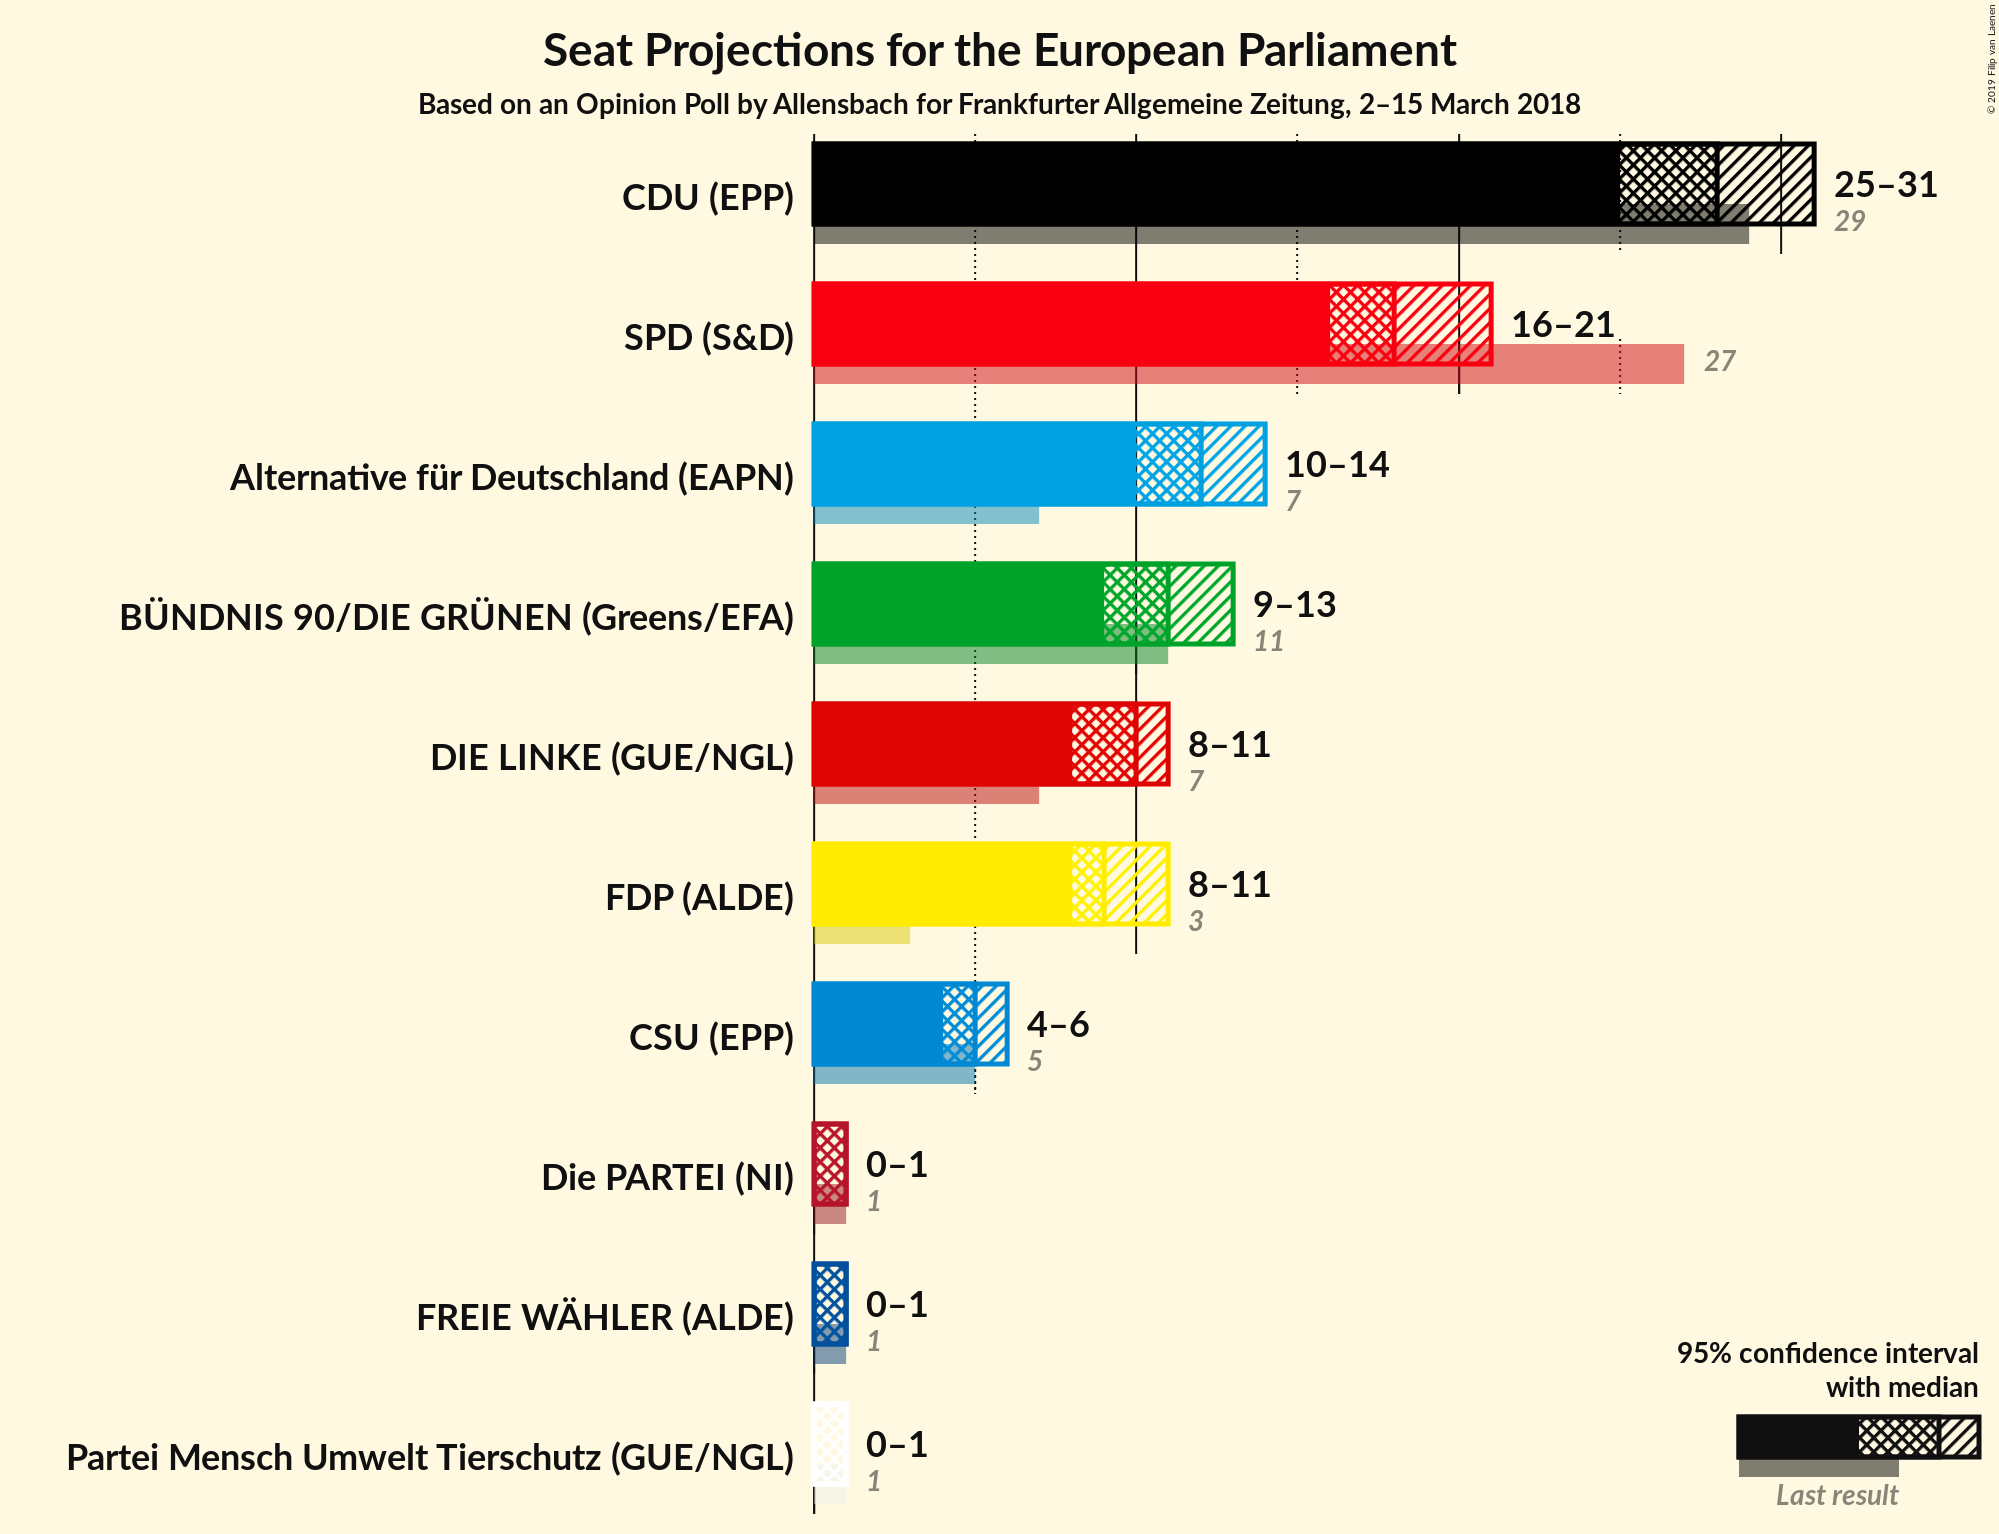 Seat Projections for the European Parliament
Based on an Opinion Poll by Allensbach for Frankfurter Allgemeine Zeitung, 2–15 March 2018
© 2019 Filip van Laenen
CDU (EPP)
25–31
29
SPD (S&D)
16–21
27
Alternative für Deutschland (EAPN)
10–14
7
BÜNDNIS 90/DIE GRÜNEN (Greens/EFA)
9–13
11
DIE LINKE (GUE/NGL)
8–11
7
FDP (ALDE)
8–11
3
CSU (EPP)
4–6
5
Die PARTEI (NI)
0–1
1
FREIE WÄHLER (ALDE)
0–1
1
Partei Mensch Umwelt Tierschutz (GUE/NGL)
0–1
1
95% confidence interval
with median
Last result